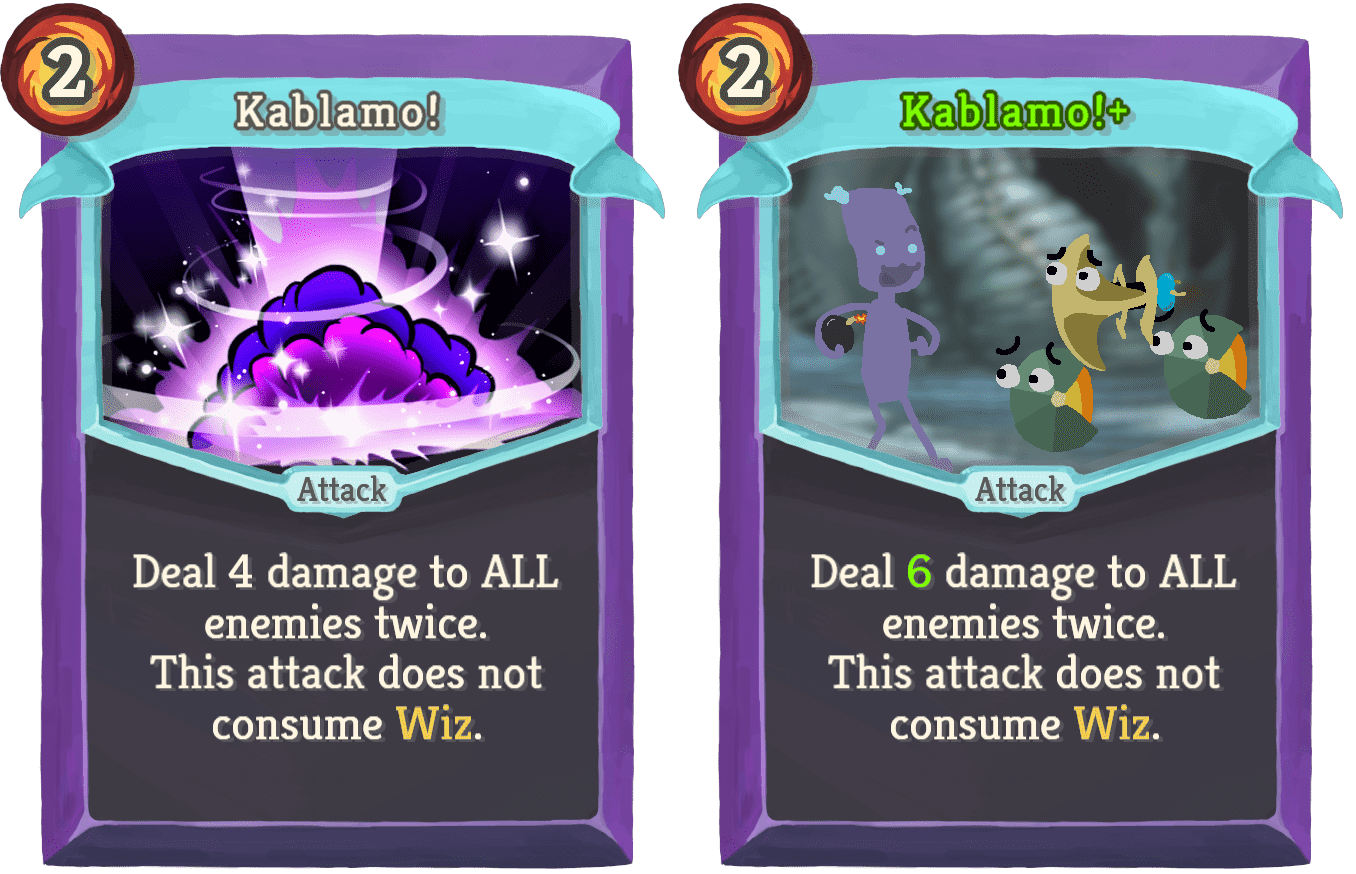 2
Kablamo!
Attack
Deal 4 damage to ALL
enemies twice.
This attack does not
consume Wiz.
2
Kablamo!+
Attack
Deal 6 damage to ALL
enemies twice.
This attack does not
consume Wiz.